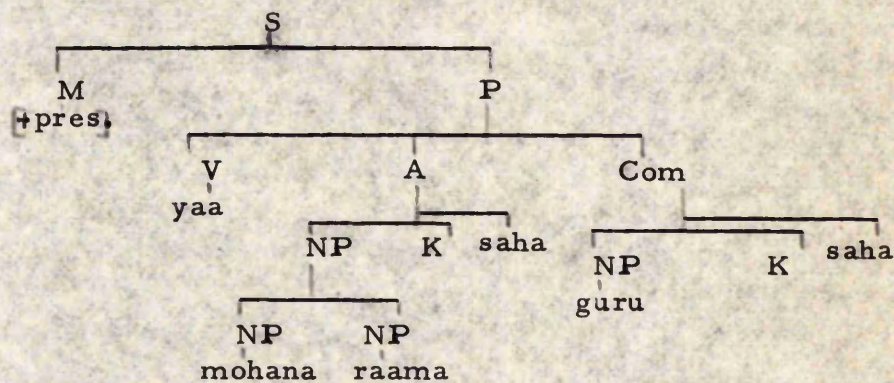 S
M P
[+pres].
V A Com
yaa
NP K saha NP K saha
guru
NP NP
mohana raama